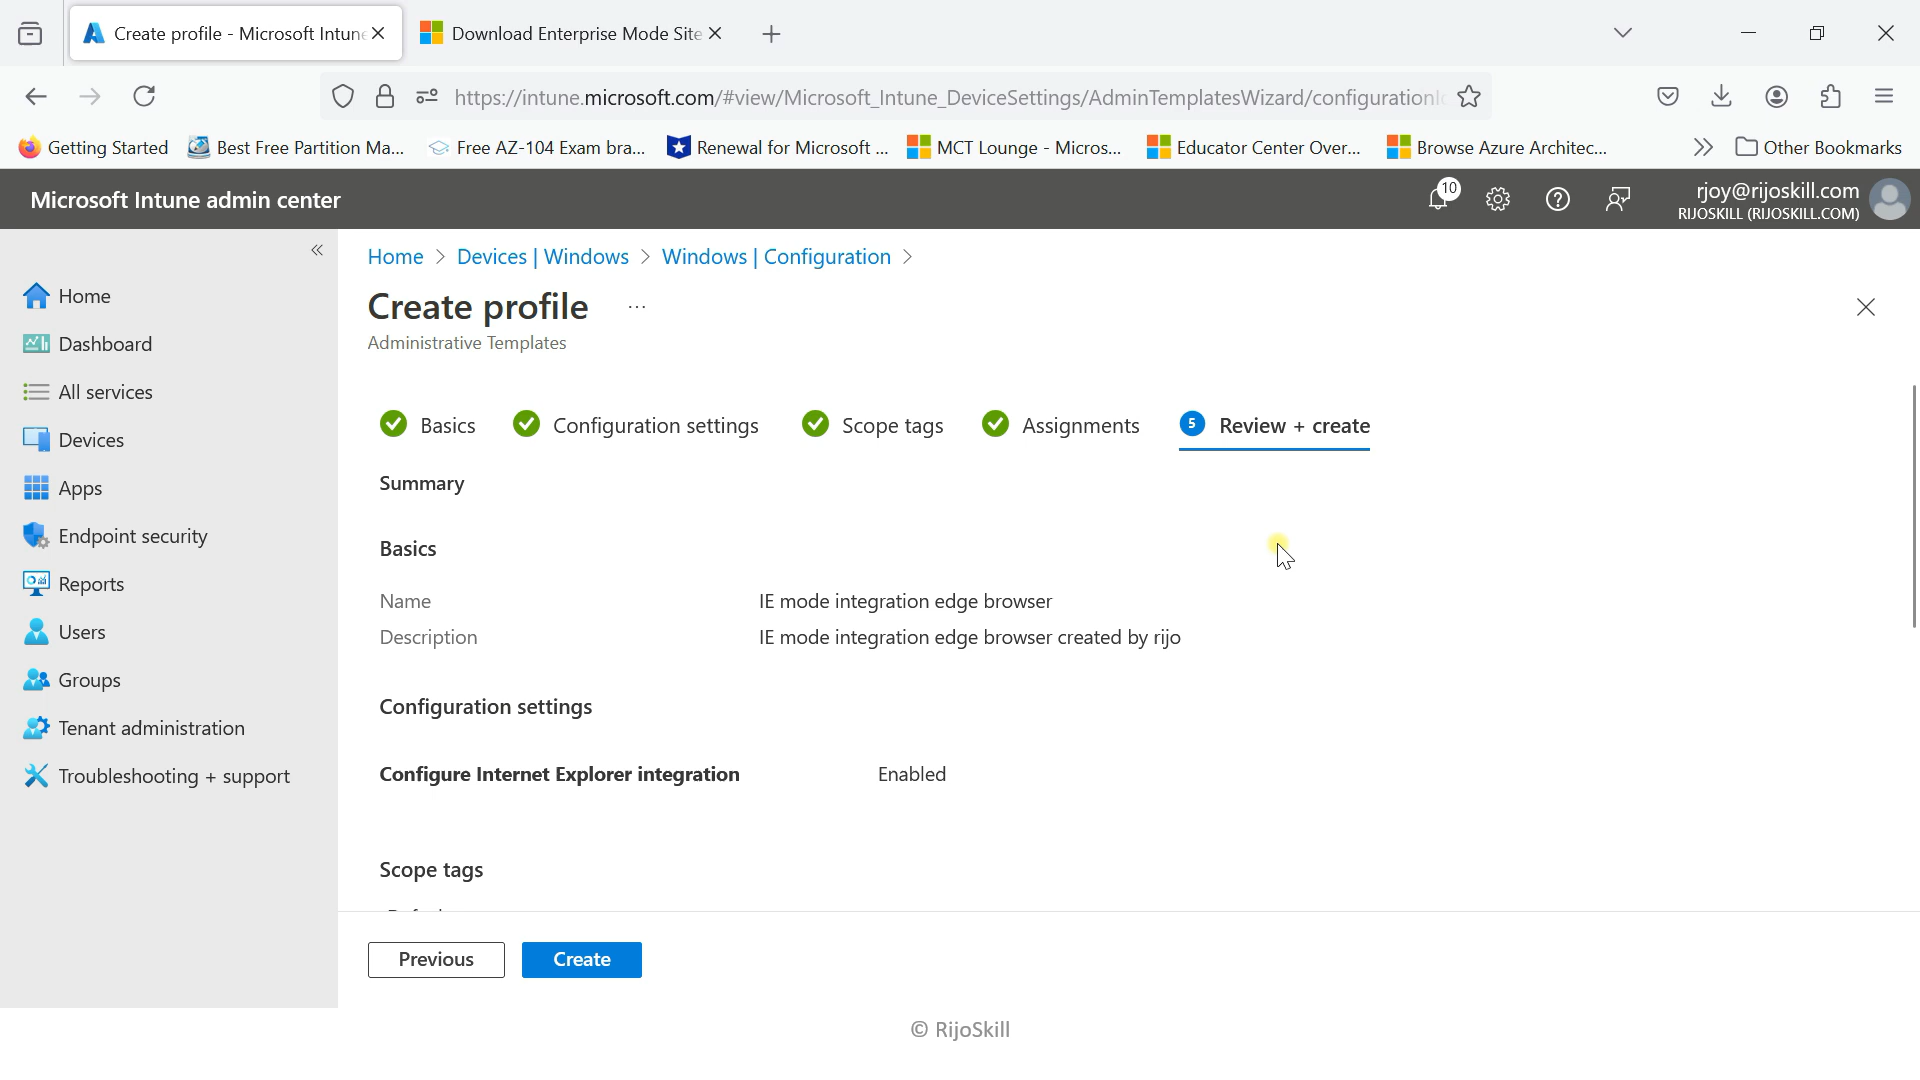 Create profile - Microsoft Intune
Download Enterprise Mode Site
https://intune.microsoft.com/#view/Microsoft_Intune_DeviceSettings/AdminTemplatesWizard/configurationI
Getting Started
Best Free Partition Ma...
Free AZ-104 Exam bra...
Renewal for Microsoft ...
MCT Lounge - Micros...
Educator Center Over...
Browse Azure Architec...
Other Bookmarks
Microsoft Intune admin center
10
rjoy@rijoskill.com
RIJOSKILL (RIJOSKILL.COM)
Home
Dashboard
All services
Devices
Apps
Endpoint security
Reports
Users
Groups
Tenant administration
Troubleshooting + support
Home > Devices | Windows > Windows | Configuration >
Create profile ...
Administrative Templates
Basics
Configuration settings
Scope tags
Assignments
5 Review + create
Summary
Basics
Name IE mode integration edge browser
Description IE mode integration edge browser created by rijo
Configuration settings
Configure Internet Explorer integration Enabled
Scope tags
Previous
Create
© RijoSkill